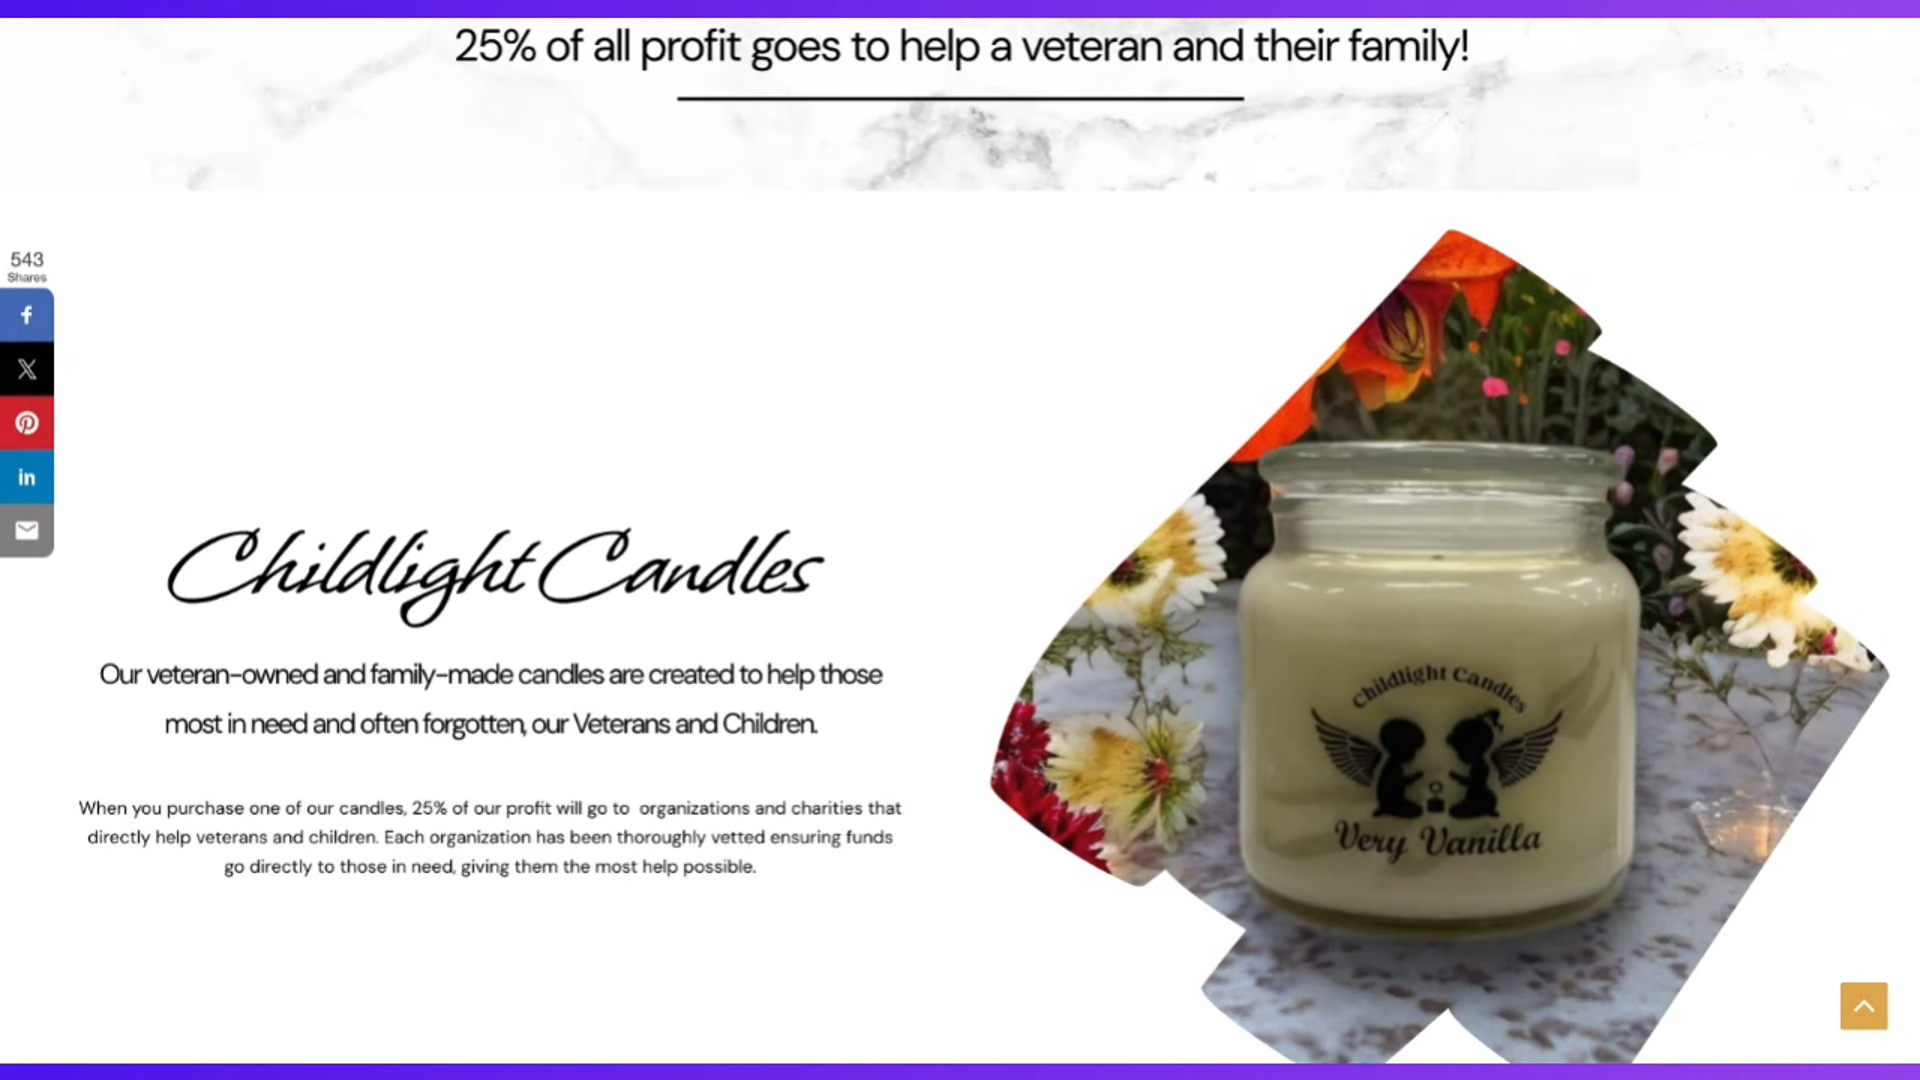 25% of all profit goes to help a veteran and their family!
543
Shares
Childlight Candles
Our veteran-owned and family-made candles are created to help those
most in need and often forgotten, our Veterans and Children.
When you purchase one of our candles, 25% of our profit will go to organizations and charities that
directly help veterans and children. Each organization has been thoroughly vetted ensuring funds
go directly to those in need, giving them the most help possible.
Childlight Candles
Very Vanilla